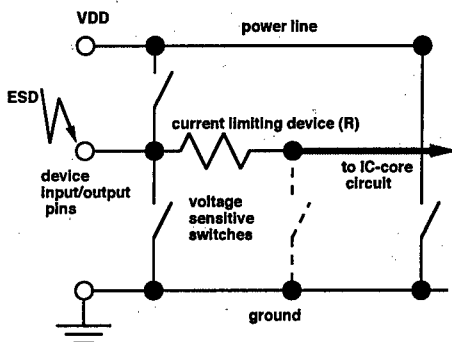 VDD
power line
ESD
current limiting device (R)
to IC-core
circuit
device
input/output
pins
voltage
sensitive
switches
ground